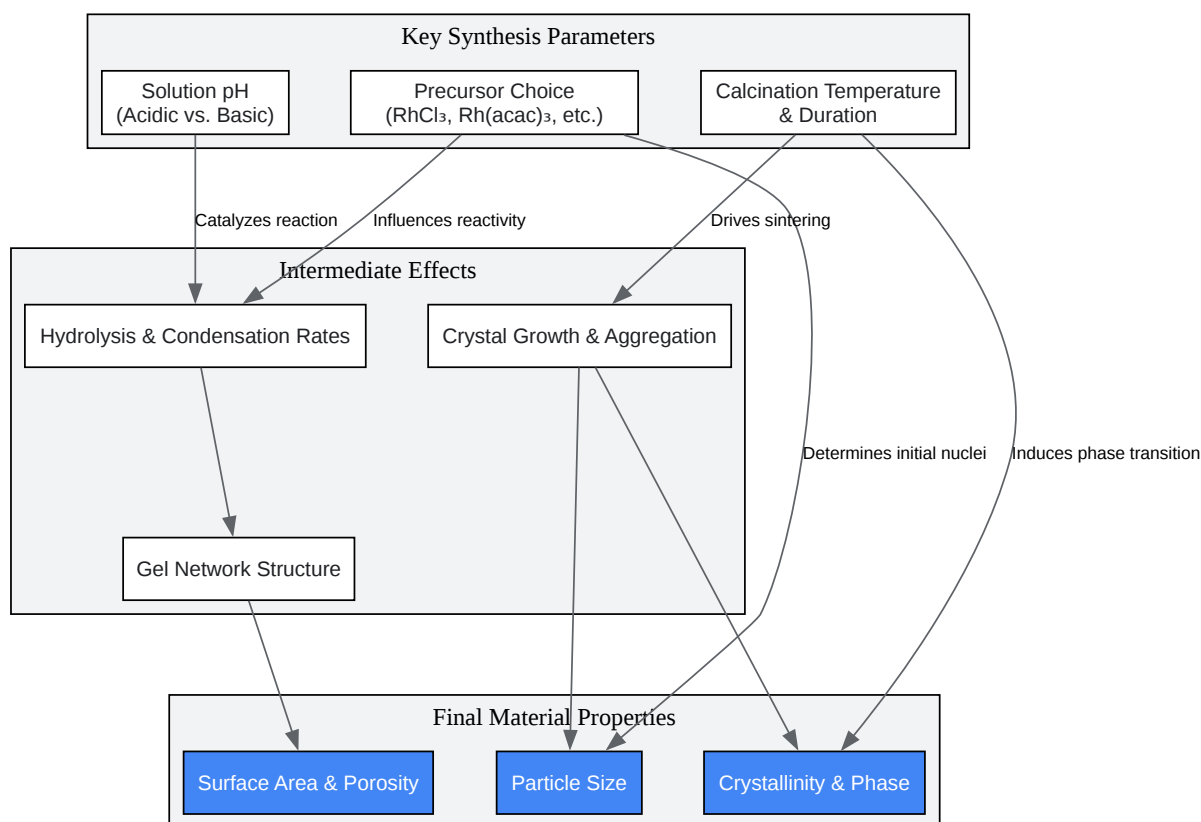 Key Synthesis Parameters
Solution pH
(Acidic vs. Basic)
Precursor Choice
(RhCl₃, Rh(acac)₃, etc.)
Calcination Temperature
& Duration
Catalyzes reaction
Influences reactivity
Drives sintering
Intermediate Effects
Hydrolysis & Condensation Rates
Crystal Growth & Aggregation
Determines initial nuclei
Induces phase transition
Gel Network Structure
Final Material Properties
Surface Area & Porosity
Particle Size
Crystallinity & Phase